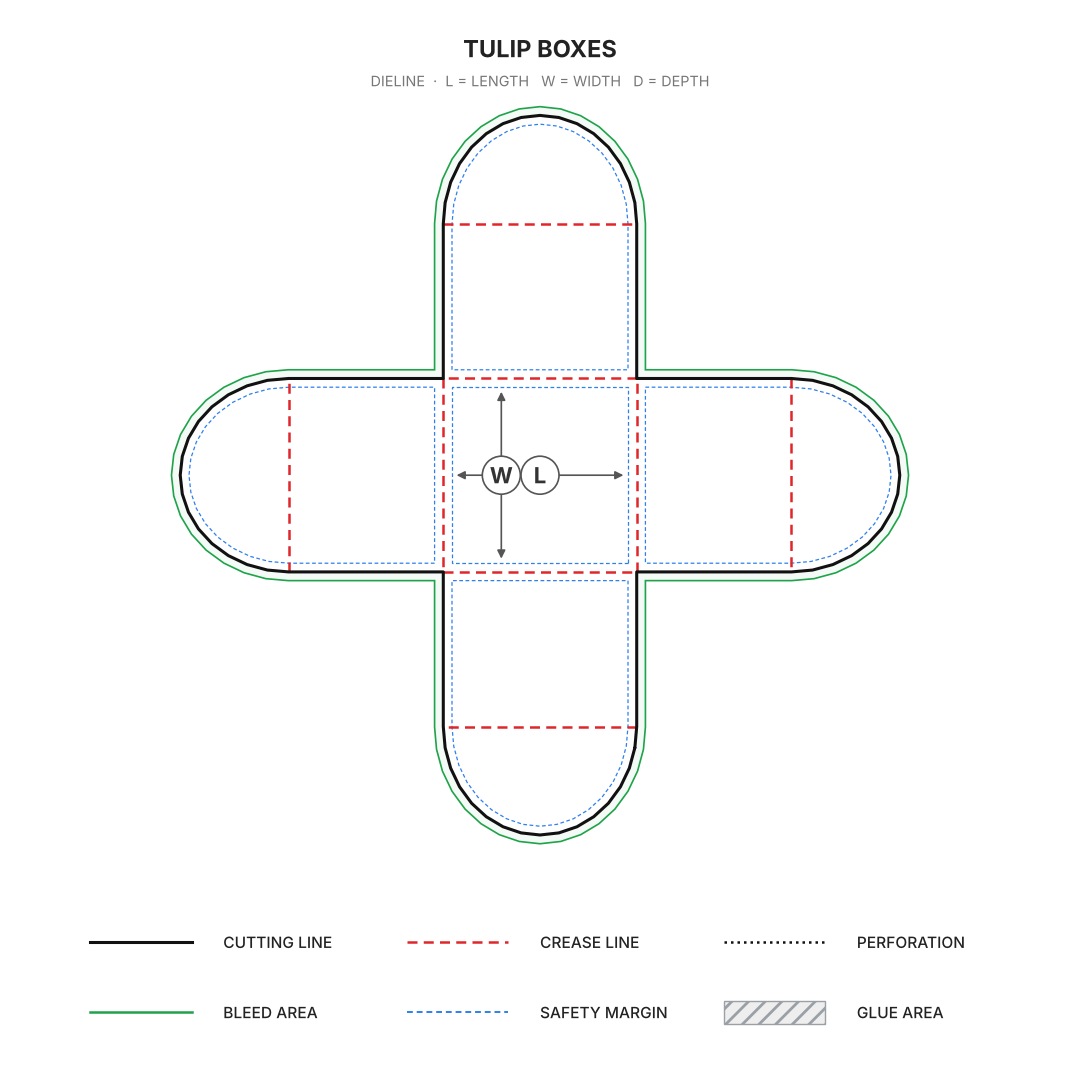 TULIP BOXES
DIELINE · L = LENGTH W = WIDTH D = DEPTH
W L
CUTTING LINE
CREASE LINE
PERFORATION
BLEED AREA
SAFETY MARGIN
GLUE AREA